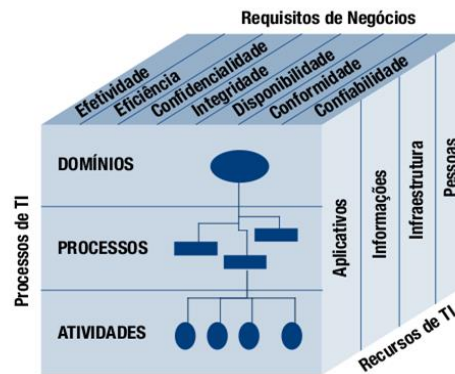 Requisitos de Negócios
Efetividade
Eficiência
Confidencialidade
Integridade
Disponibilidade
Conformidade
Confiabilidade
Processos de TI
DOMÍNIOS
PROCESSOS
ATIVIDADES
Aplicativos
Informações
Infraestrutura
Pessoas
Recursos de TI